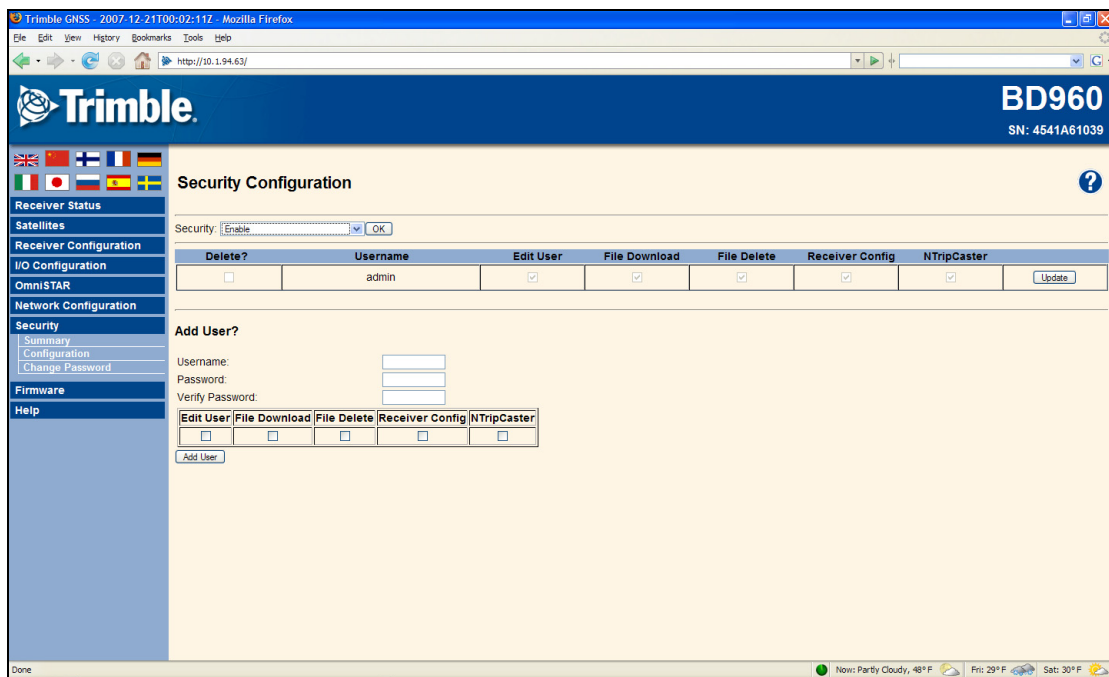 Trimble GNSS - 2007-12-21T00:02:11Z - Mozilla Firefox
File Edit View History Bookmarks Tools Help
http://10.1.94.63/
G
Trimble.
BD960
SN: 4541A61039
Security Configuration
?
Receiver Status
Satellites
Receiver Configuration
I/O Configuration
OmniSTAR
Network Configuration
Security
Summary
Configuration
Change Password
Firmware
Help
Security: Enable OK
Delete? Username Edit User File Download File Delete Receiver Config NTripCaster
admin Update
Add User?
Username:
Password:
Verify Password:
Edit User File Download File Delete Receiver Config NTripCaster
Add User
Done
Now: Partly Cloudy, 48° F Fri: 29° F Sat: 30° F